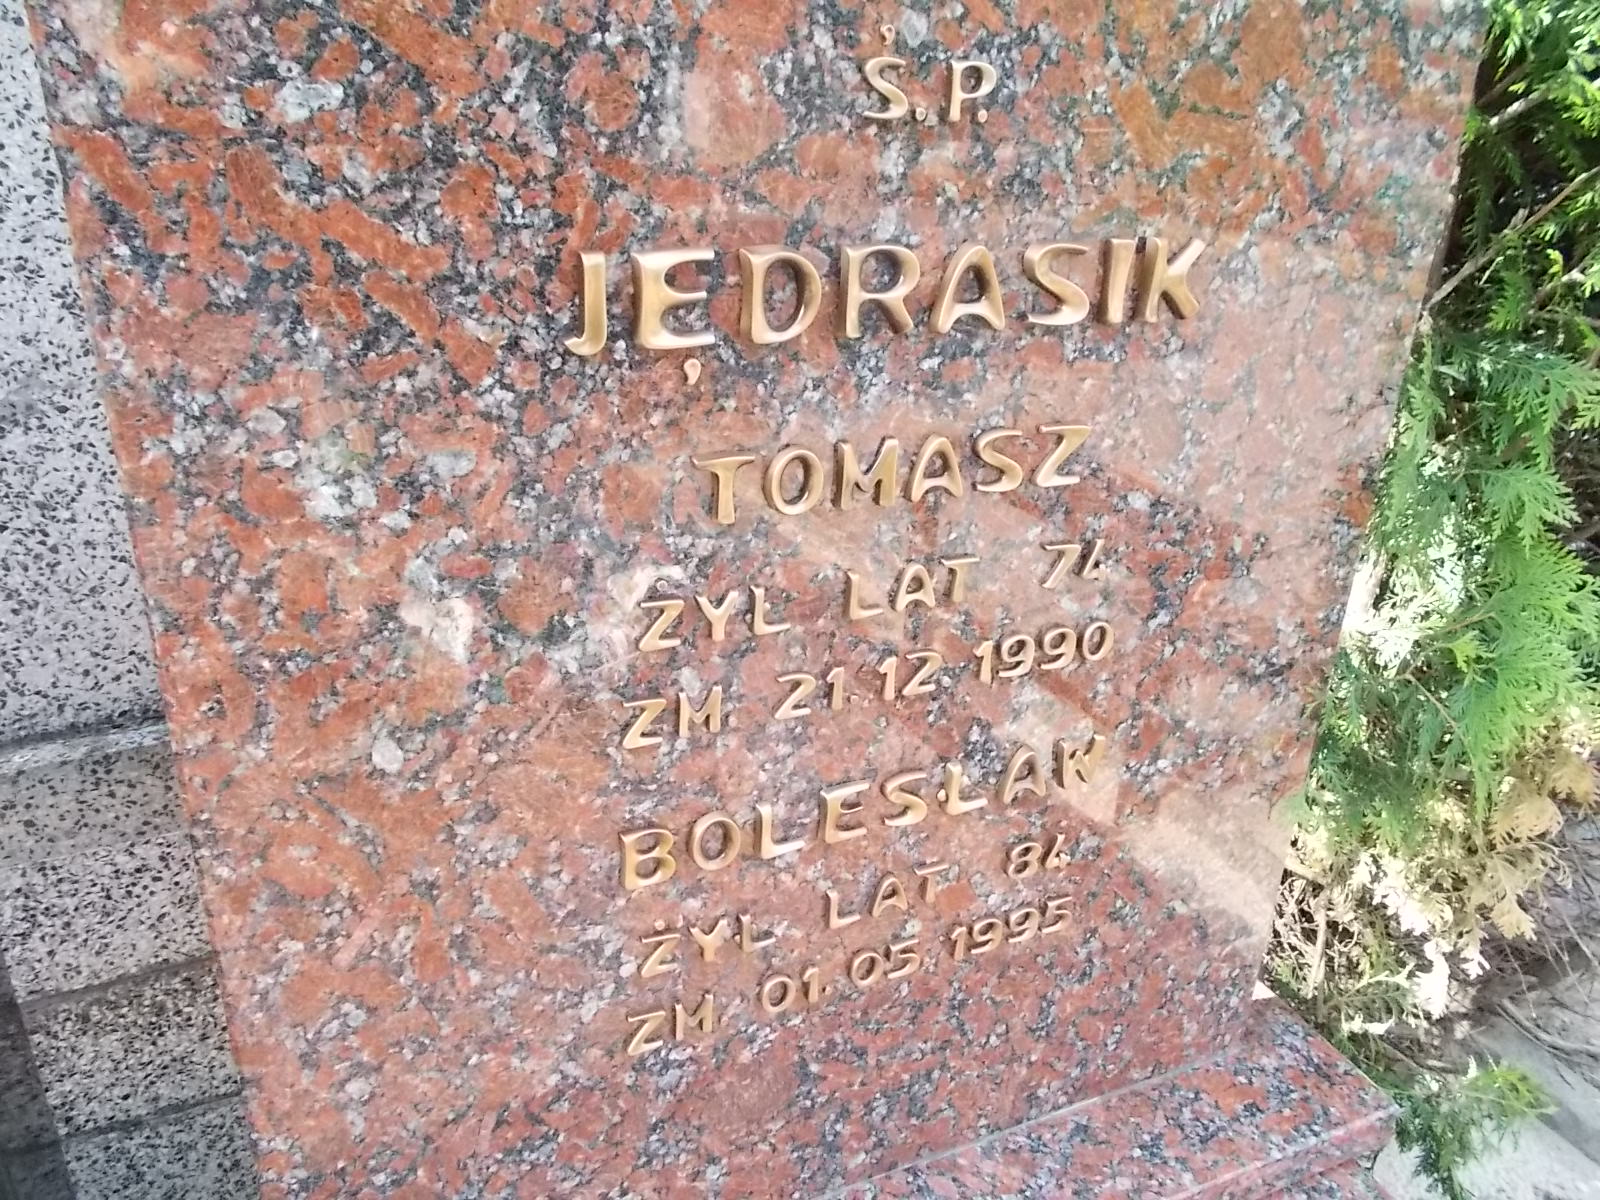 Ś.P.
JĘDRASIK
TOMASZ
ŻYŁ LAT 74
ZM. 21.12.1990
BOLESŁAW
ŻYŁ LAT 84
ZM. 01.05.1995